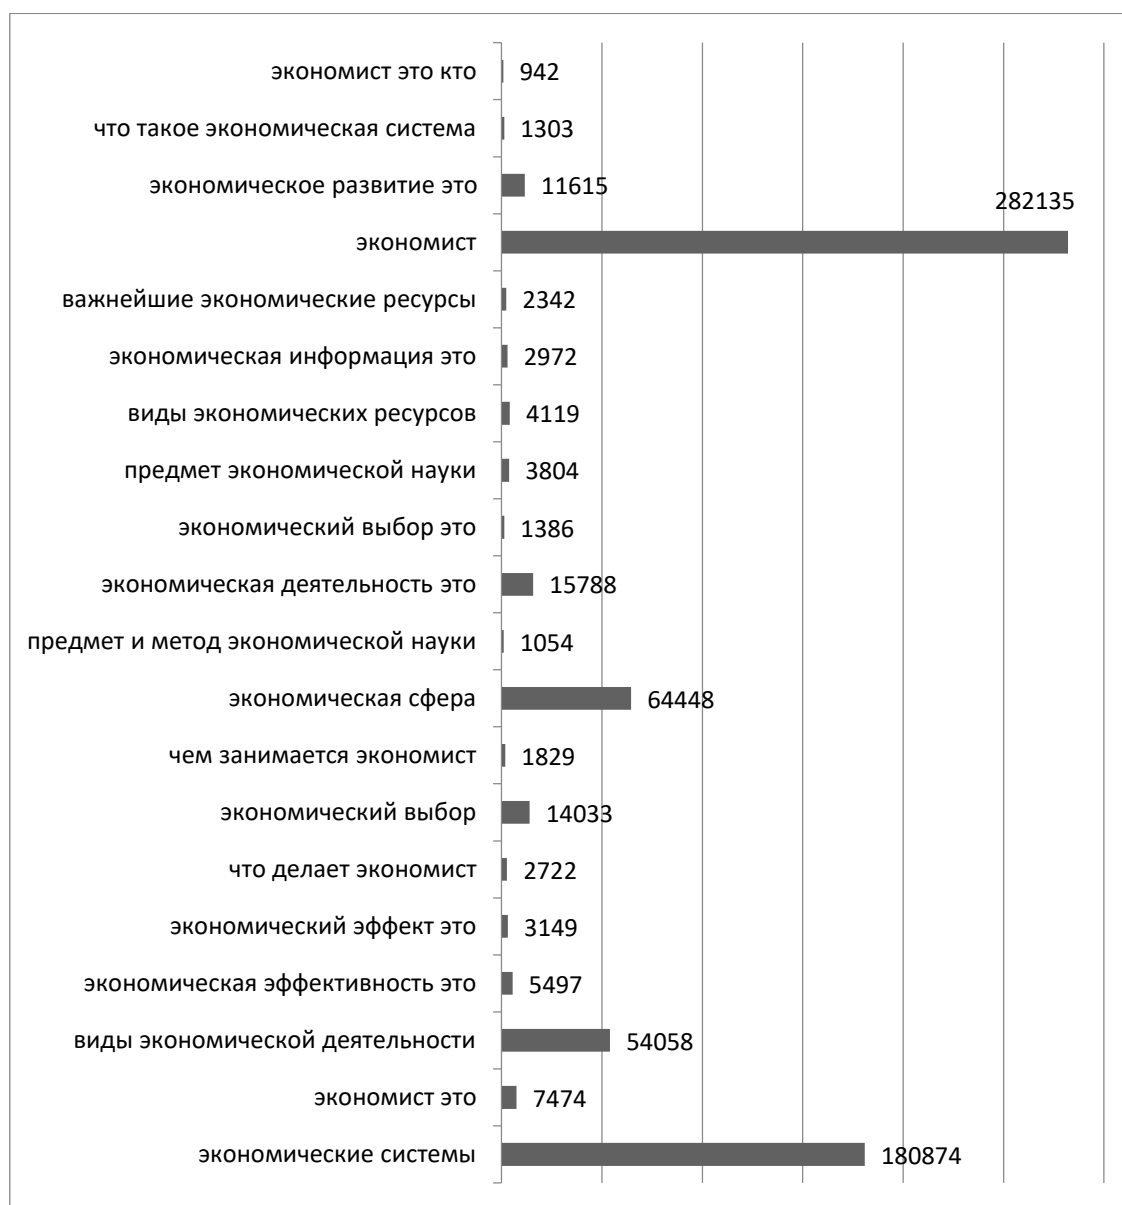 экономист это кто 942
что такое экономическая система 1303
экономическое развитие это 11615
282135
экономист
важнейшие экономические ресурсы 2342
экономическая информация это 2972
виды экономических ресурсов 4119
предмет экономической науки 3804
экономический выбор это 1386
экономическая деятельность это 15788
предмет и метод экономической науки 1054
экономическая сфера 64448
чем занимается экономист 1829
экономический выбор 14033
что делает экономист 2722
экономический эффект это 3149
экономическая эффективность это 5497
виды экономической деятельности 54058
экономист это 7474
экономические системы 180874